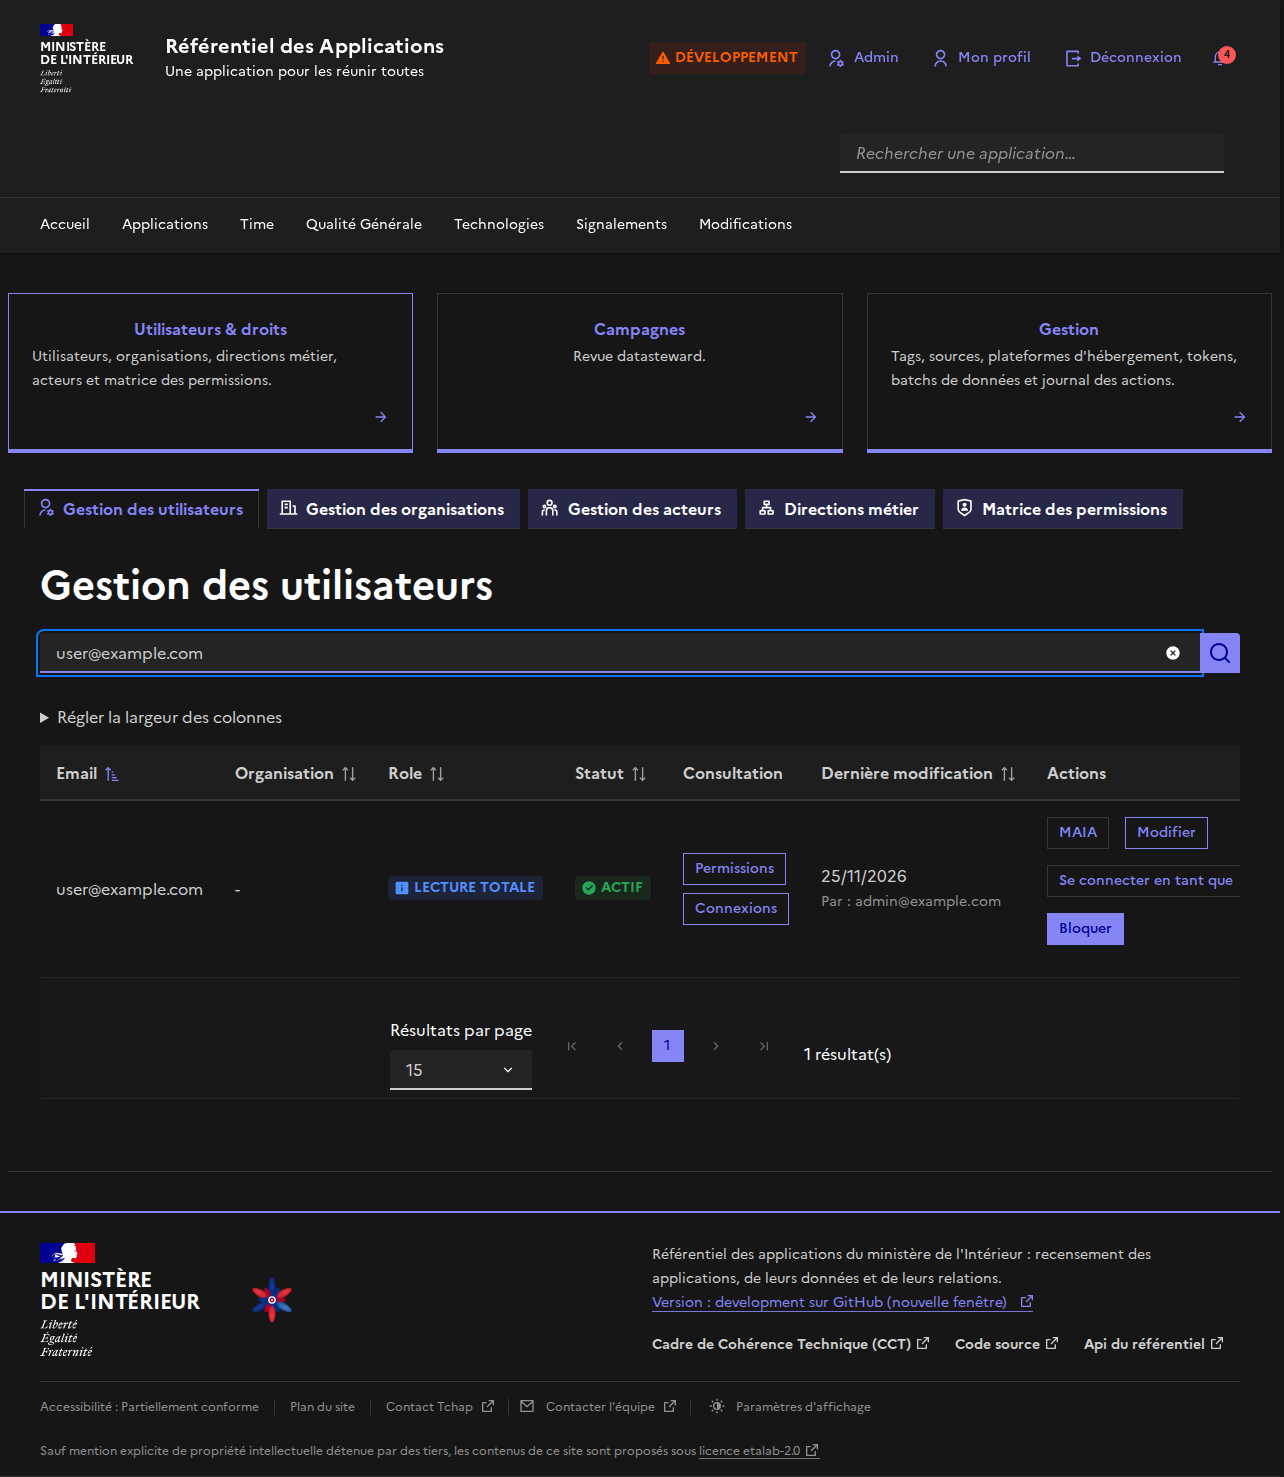 MINISTÈRE
DE L'INTÉRIEUR
Liberté
Égalité
Fraternité
Référentiel des Applications
Une application pour les réunir toutes
DÉVELOPPEMENT
Admin
Mon profil
Déconnexion
4
Rechercher une application…
Accueil
Applications
Time
Qualité Générale
Technologies
Signalements
Modifications
Utilisateurs & droits
Utilisateurs, organisations, directions métier,
acteurs et matrice des permissions.
Campagnes
Revue datasteward.
Gestion
Tags, sources, plateformes d'hébergement, tokens,
batchs de données et journal des actions.
Gestion des utilisateurs
Gestion des organisations
Gestion des acteurs
Directions métier
Matrice des permissions
Gestion des utilisateurs
user@example.com
Régler la largeur des colonnes
Email
Organisation
Role
Statut
Consultation
Dernière modification
Actions
user@example.com
-
LECTURE TOTALE
ACTIF
Permissions
Connexions
25/11/2026
Par : admin@example.com
MAIA
Modifier
Se connecter en tant que
Bloquer
Résultats par page
15
1
1 résultat(s)
MINISTÈRE
DE L'INTÉRIEUR
Liberté
Égalité
Fraternité
Référentiel des applications du ministère de l'Intérieur : recensement des
applications, de leurs données et de leurs relations.
Version : development sur GitHub (nouvelle fenêtre)
Cadre de Cohérence Technique (CCT)
Code source
Api du référentiel
Accessibilité : Partiellement conforme
Plan du site
Contact Tchap
Contacter l'équipe
Paramètres d'affichage
Sauf mention explicite de propriété intellectuelle détenue par des tiers, les contenus de ce site sont proposés sous licence etalab-2.0